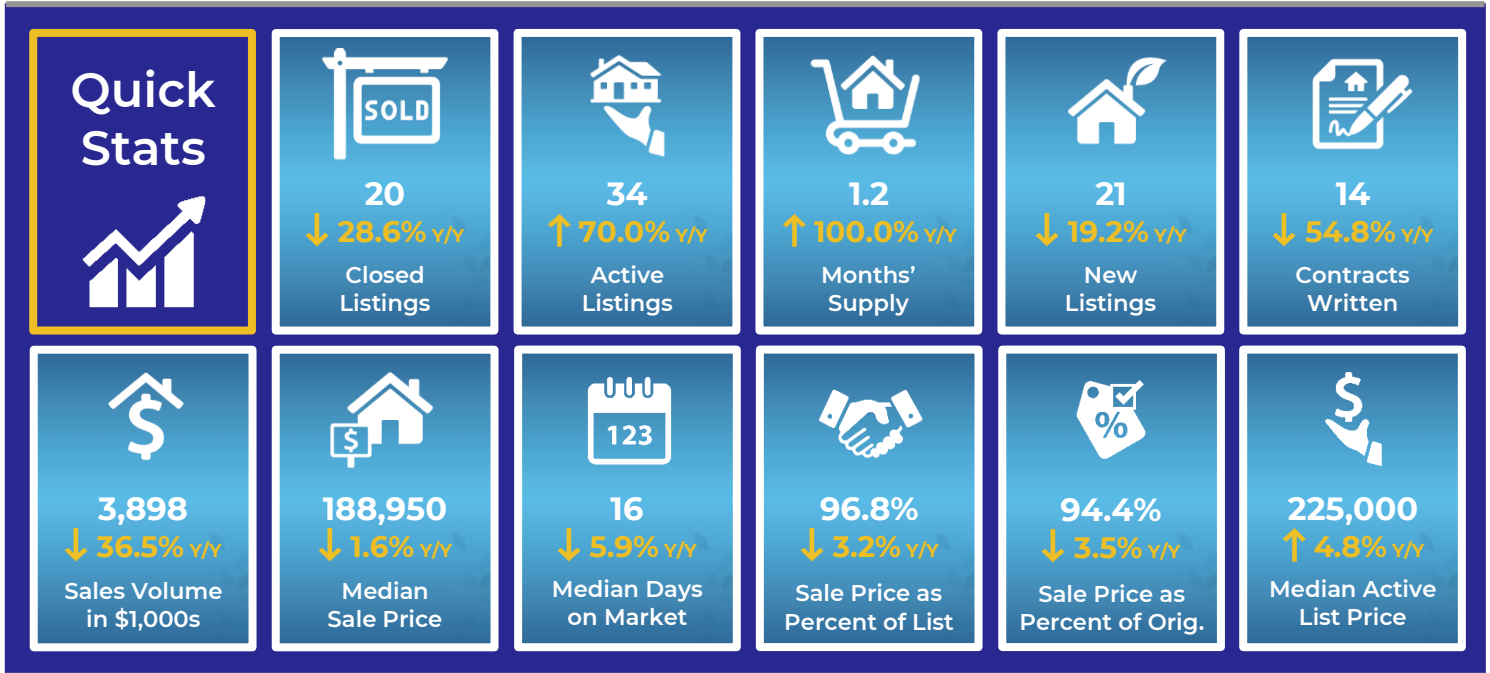 Quick
Stats
SOLD
20
↓ 28.6% Y/Y
Closed
Listings
34
↑ 70.0% Y/Y
Active
Listings
1.2
↑ 100.0% Y/Y
Months’
Supply
21
↓ 19.2% Y/Y
New
Listings
14
↓ 54.8% Y/Y
Contracts
Written
$
3,898
↓ 36.5% Y/Y
Sales Volume
in $1,000s
$
188,950
↓ 1.6% Y/Y
Median
Sale Price
123
16
↓ 5.9% Y/Y
Median Days
on Market
96.8%
↓ 3.2% Y/Y
Sale Price as
Percent of List
%
94.4%
↓ 3.5% Y/Y
Sale Price as
Percent of Orig.
$
225,000
↑ 4.8% Y/Y
Median Active
List Price